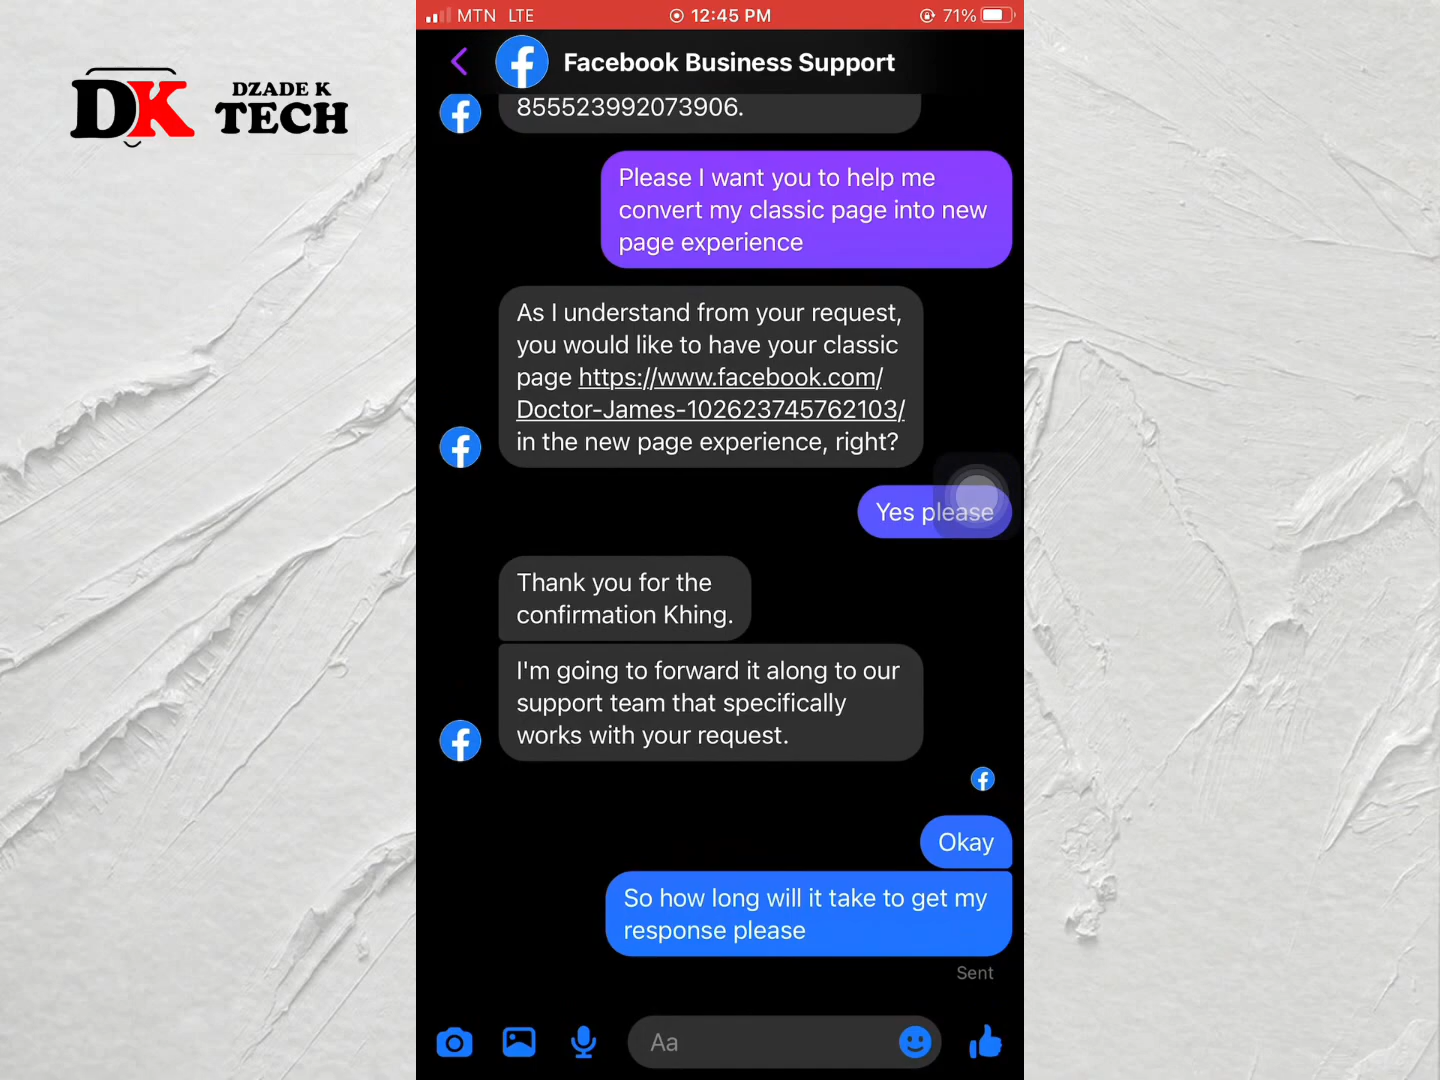 MTN LTE 12:45 PM 71%
DK DZADE K
TECH
Facebook Business Support
855523992073906.
Please I want you to help me
convert my classic page into new
page experience
As I understand from your request,
you would like to have your classic
page https://www.facebook.com/
Doctor-James-102623745762103/
in the new page experience, right?
Yes please
Thank you for the
confirmation Khing.
I'm going to forward it along to our
support team that specifically
works with your request.
Okay
So how long will it take to get my
response please
Sent
Aa